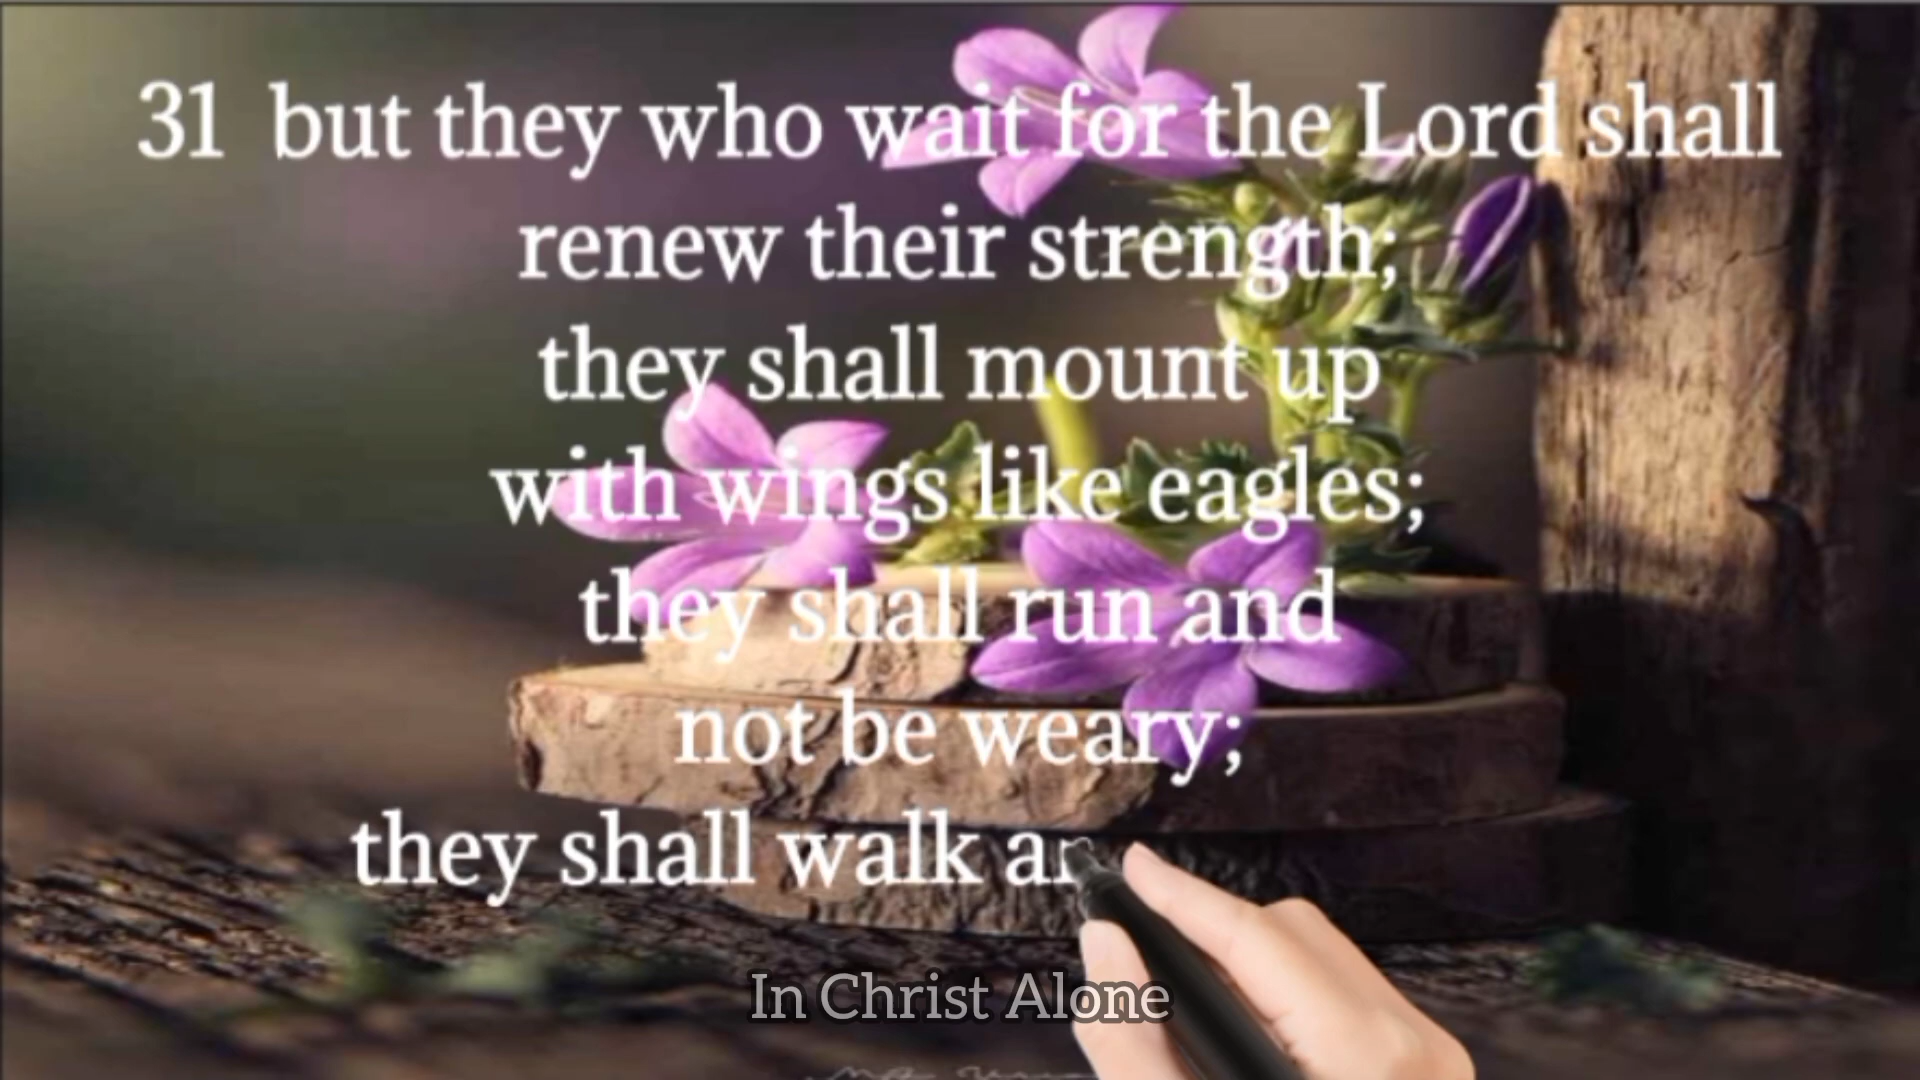 31 but they who wait for the Lord shall
renew their strength;
they shall mount up
with wings like eagles;
they shall run and
not be weary;
they shall walk
In Christ Alone